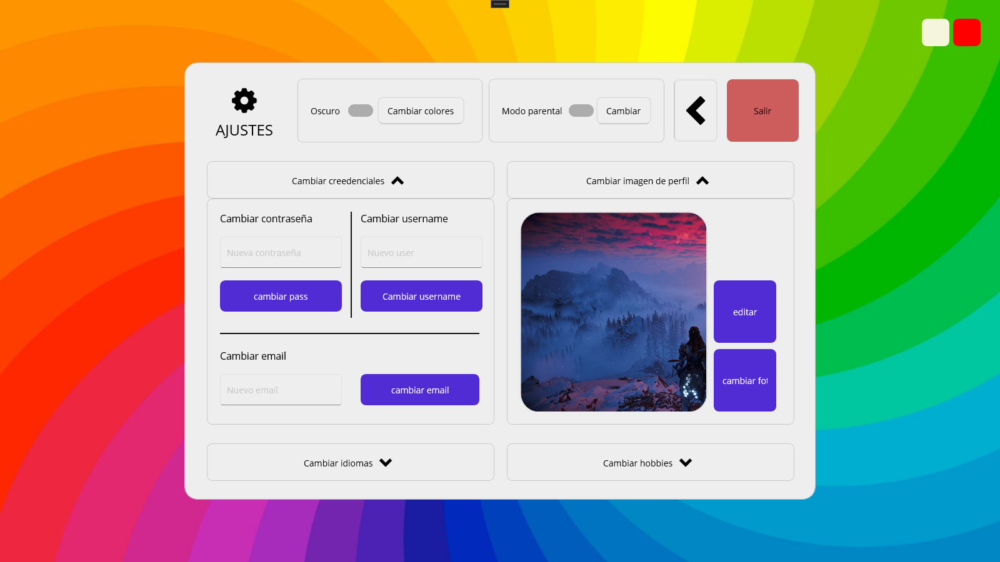 AJUSTES
Oscuro
Cambiar colores
Modo parental
Cambiar
Salir
Cambiar creedenciales
Cambiar imagen de perfil
Cambiar contraseña
Cambiar username
Nueva contraseña
Nuevo user
cambiar pass
Cambiar username
Cambiar email
Nuevo email
cambiar email
editar
cambiar fot
Cambiar idiomas
Cambiar hobbies